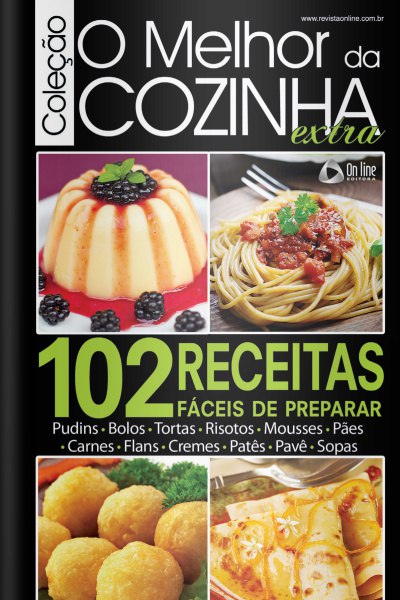 www.revistaonline.com.br
Coleção
O Melhor da
COZINHA
extra
On line
EDITORA
102 RECEITAS
FÁCEIS DE PREPARAR
Pudins • Bolos • Tortas • Risotos • Mousses • Pães
• Carnes • Flans • Cremes • Patês • Pavê • Sopas